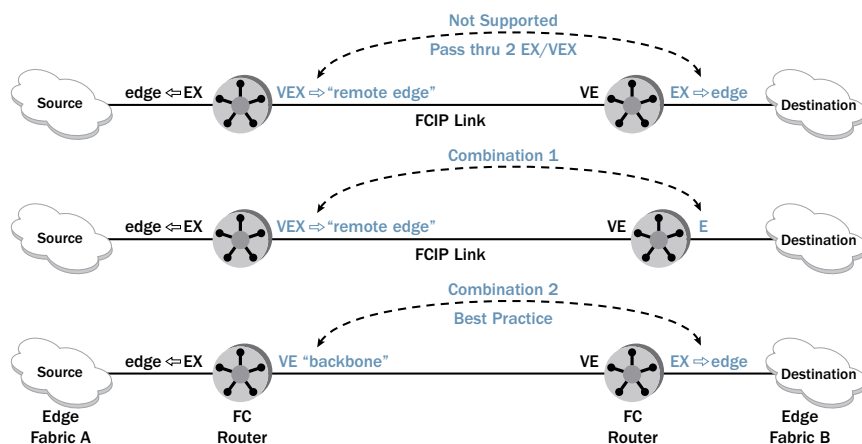 Not Supported
Pass thru 2 EX/VEX
Source
edge ⇦ EX
VEX ⇨ “remote edge”
FCIP Link
VE
EX ⇨ edge
Destination
Combination 1
Source
edge ⇦ EX
VEX ⇨ “remote edge”
FCIP Link
VE
E
Destination
Combination 2
Best Practice
Source
edge ⇦ EX
VE “backbone”
VE
EX ⇨ edge
Destination
Edge
Fabric A
FC
Router
FC
Router
Edge
Fabric B